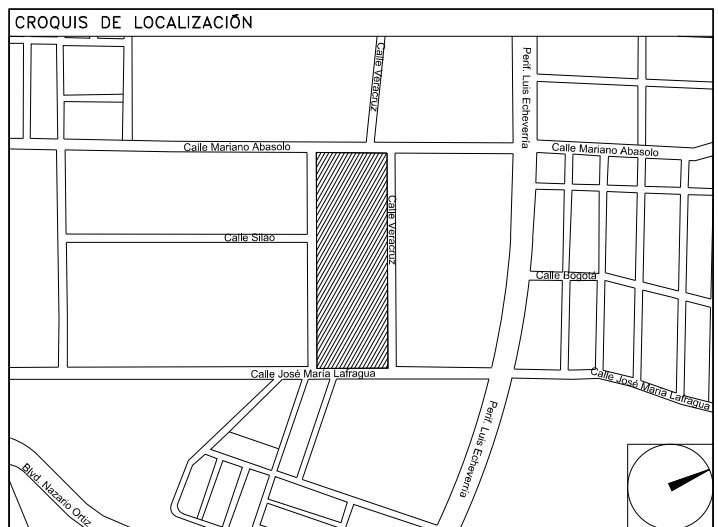 CROQUIS DE LOCALIZACIÓN
Calle Veracruz
Perif. Luis Echeverría
Calle Mariano Abasolo
Calle Mariano Abasolo
Calle Veracruz
Calle Silao
Calle Bogotá
Calle José María Lafragua
Calle José María Lafragua
Perif. Luis Echeverría
Blvd. Nazario Ortiz